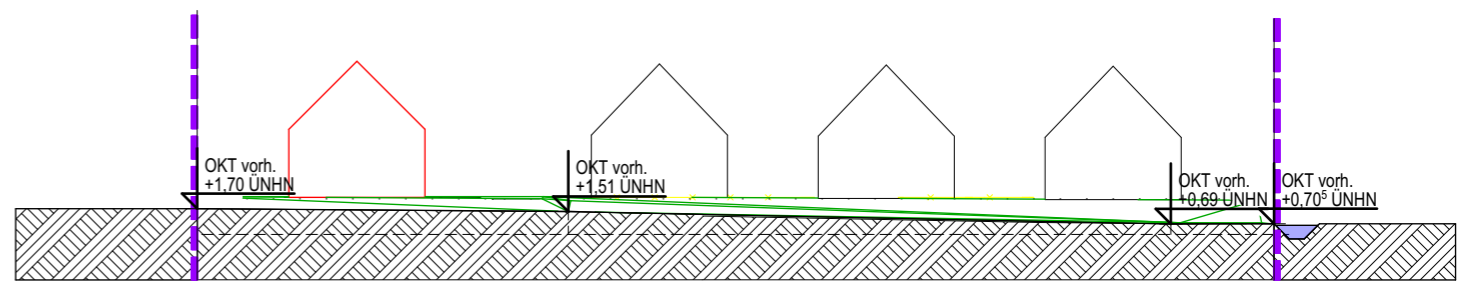 OKT vorh.
+1,70 ÜNHN
OKT vorh.
+1,51 ÜNHN
OKT vorh.
+0,69 ÜNHN
OKT vorh.
+0,70⁵ ÜNHN